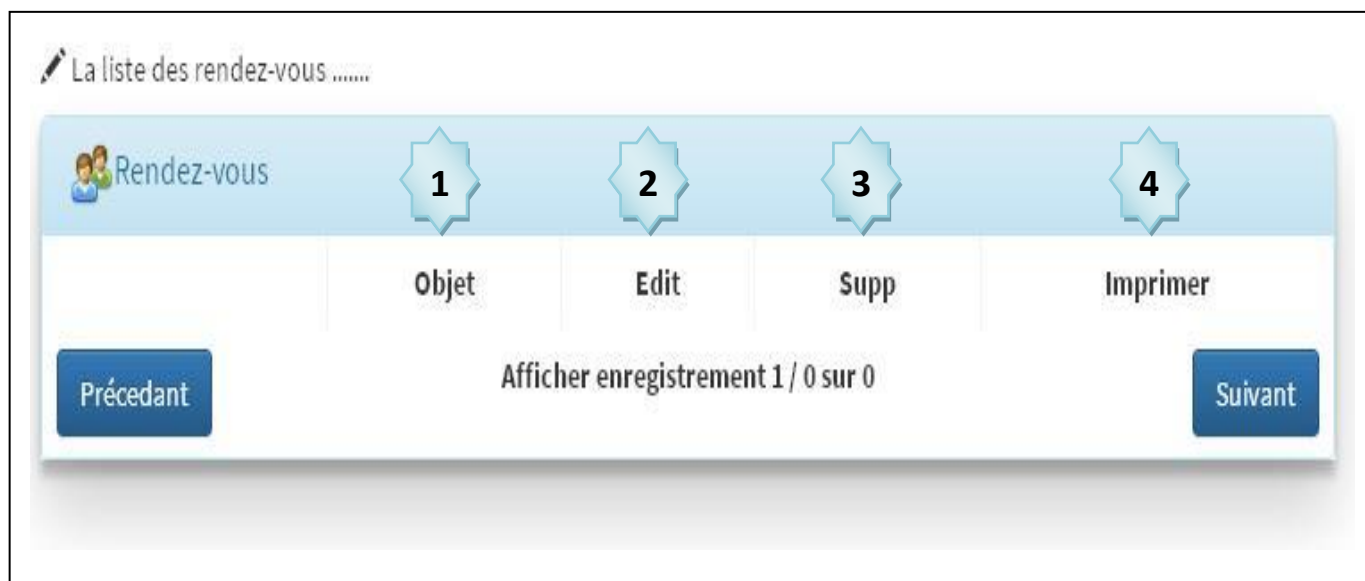 La liste des rendez-vous .......
Rendez-vous
1 2 3 4
Objet Edit Supp Imprimer
Précedant Afficher enregistrement 1 / 0 sur 0 Suivant